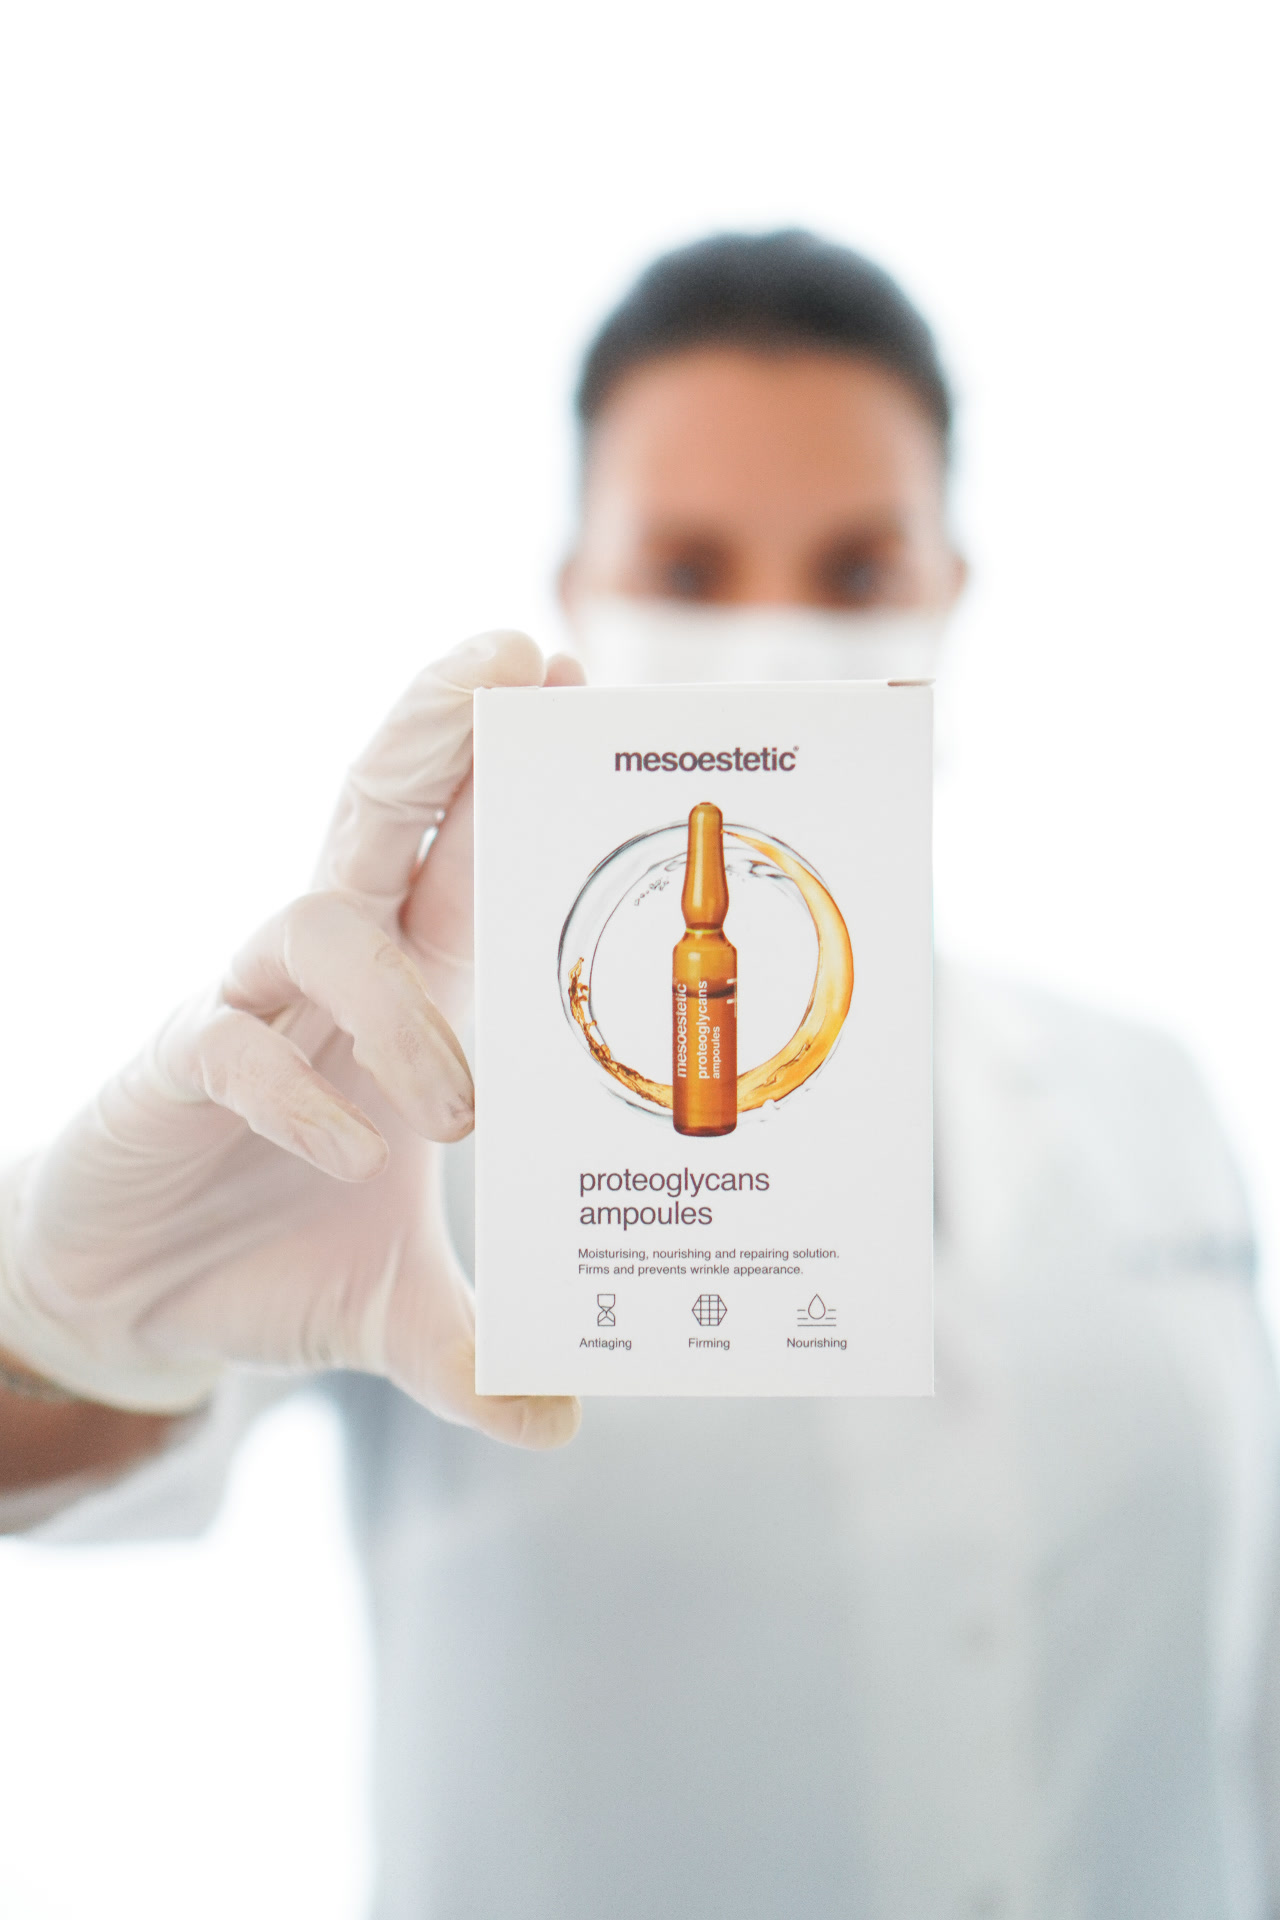 mesoestetic®
mesoestetic®
proteoglycans
ampoules
proteoglycans
ampoules
Moisturising, nourishing and repairing solution.
Firms and prevents wrinkle appearance.
Antiaging Firming Nourishing